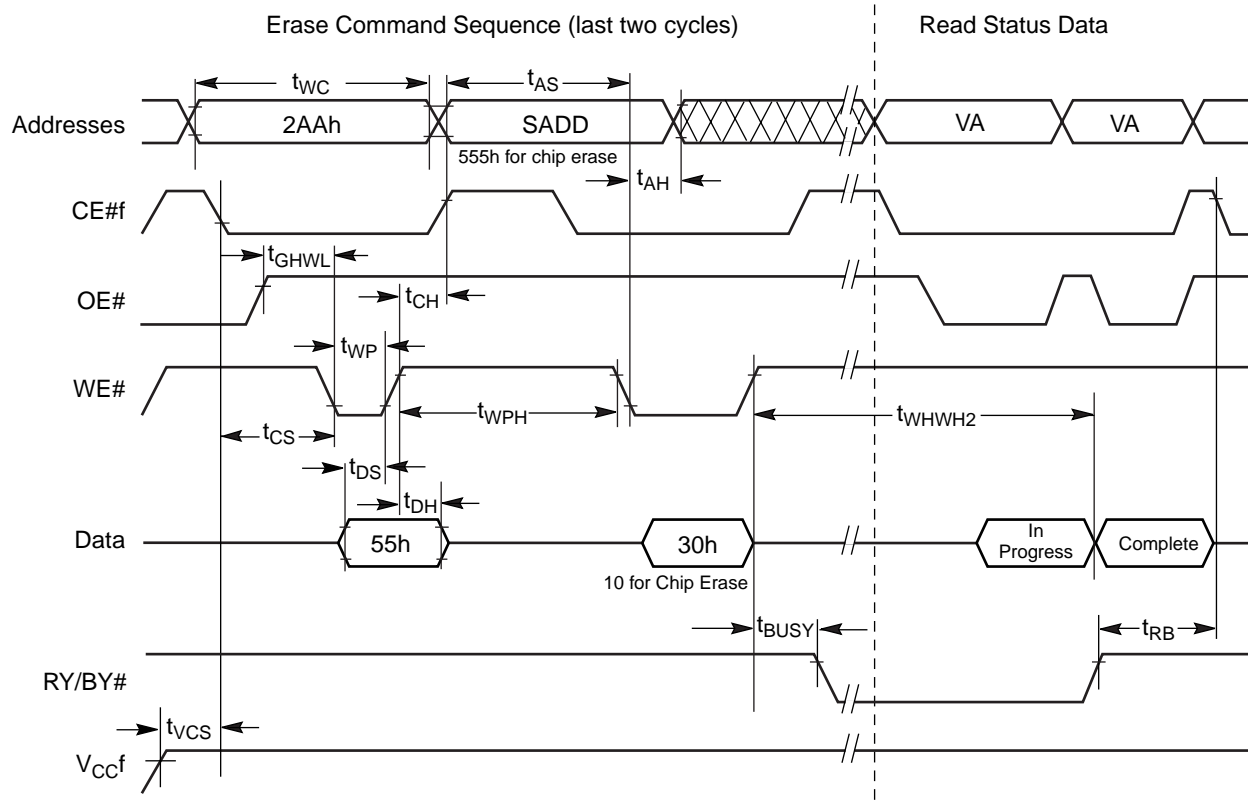 Erase Command Sequence (last two cycles)
Read Status Data
tWC
tAS
Addresses
2AAh
SADD
VA
VA
555h for chip erase
tAH
CE#f
tGHWL
OE#
tCH
tWP
WE#
tWPH
tWHWH2
tCS
tDS
tDH
Data
55h
30h
In
Progress
Complete
10 for Chip Erase
tBUSY
tRB
RY/BY#
tVCS
VCCf